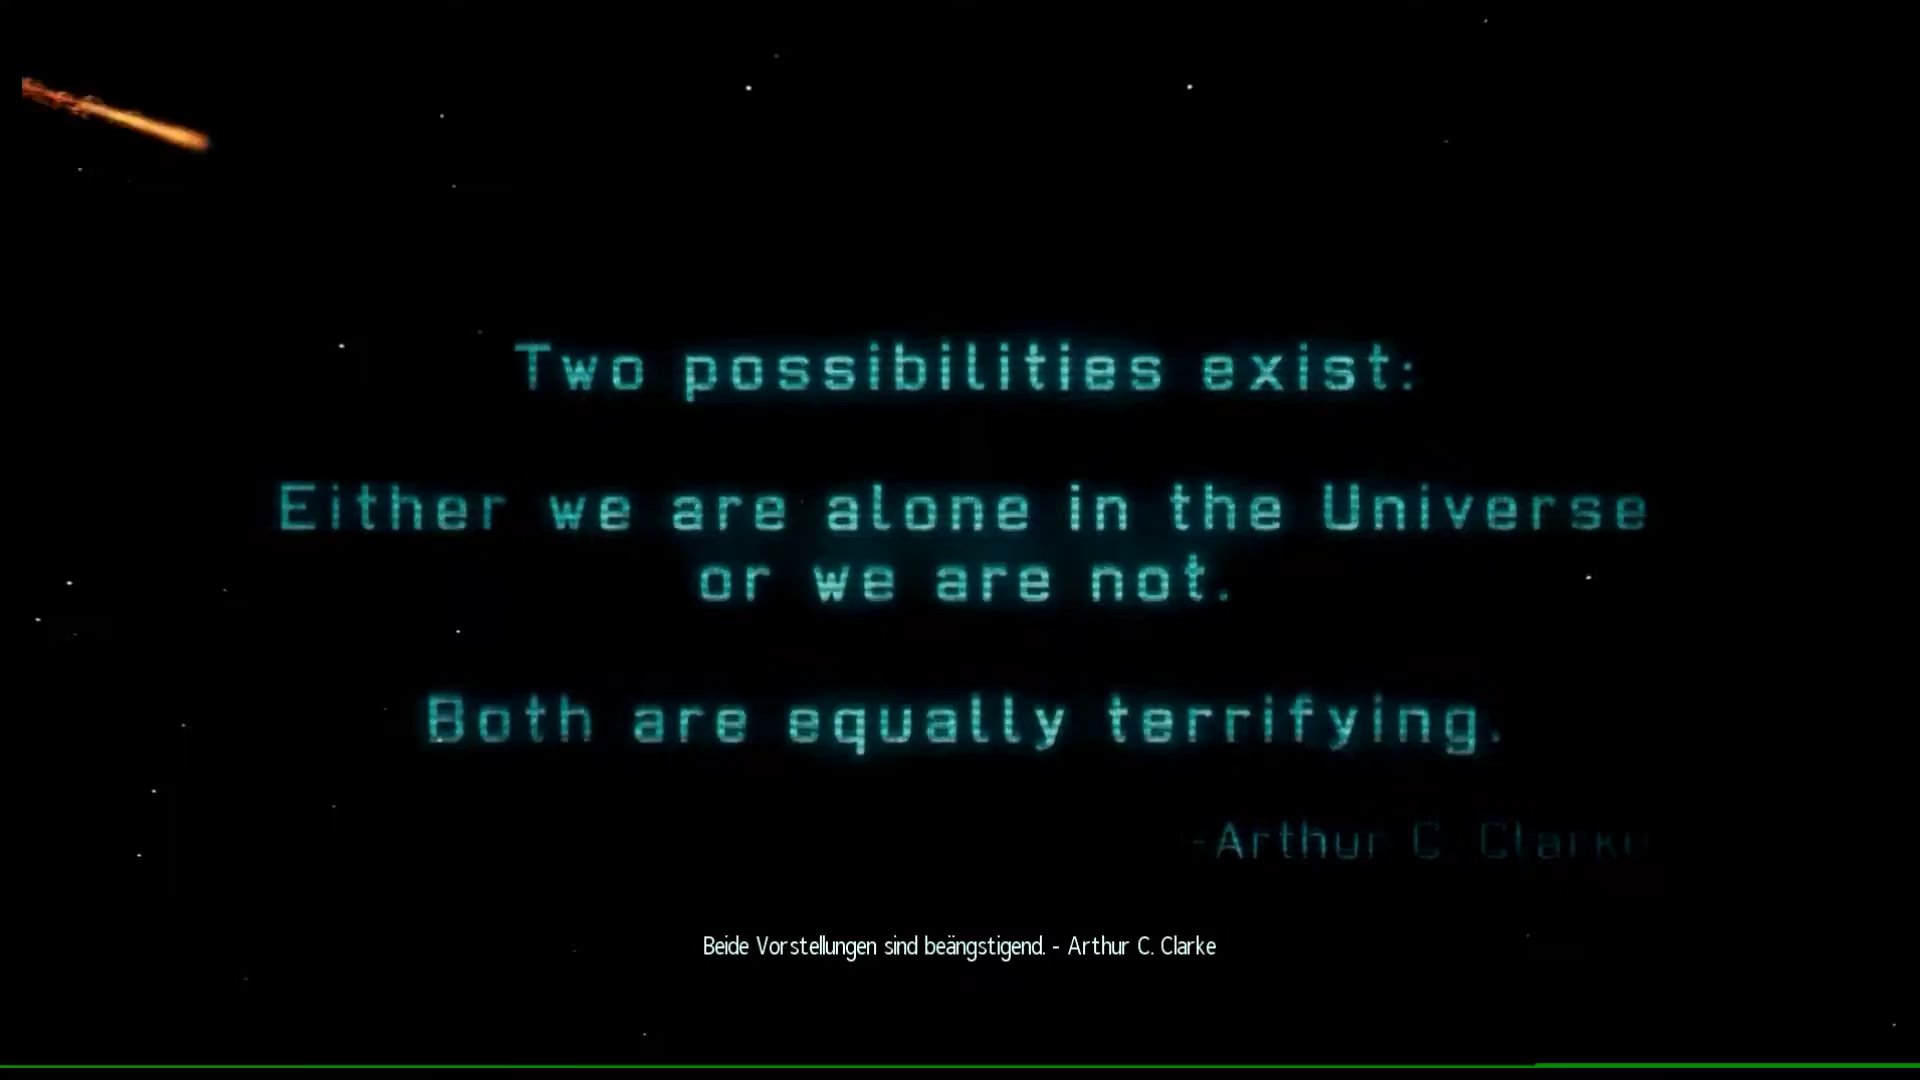 Two possibilities exist:
Either we are alone in the Universe
or we are not.
Both are equally terrifying.
-Arthur C. Clarke
Beide Vorstellungen sind beängstigend. - Arthur C. Clarke